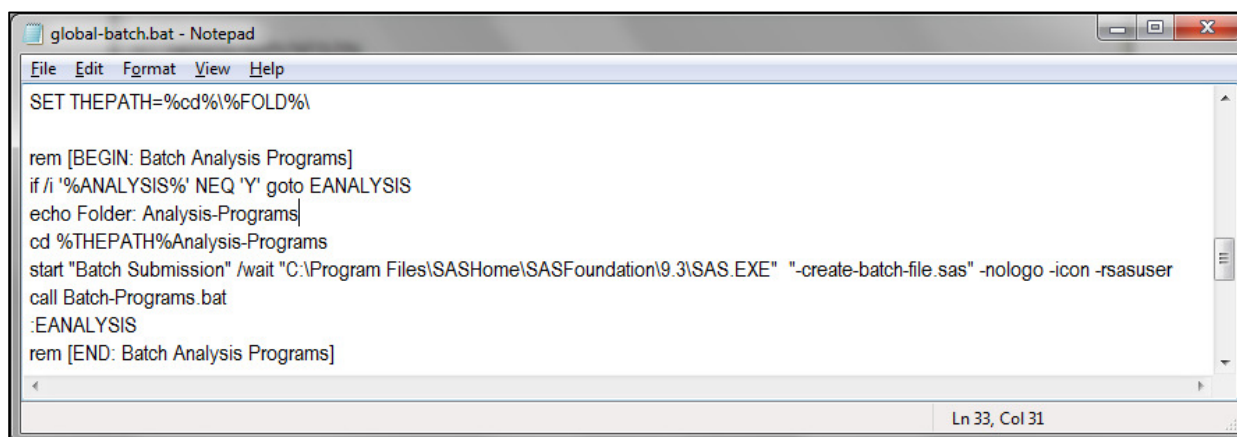 global-batch.bat - Notepad
File Edit Format View Help
SET THEPATH=%cd%\%FOLD%\
rem [BEGIN: Batch Analysis Programs]
if /i '%ANALYSIS%' NEQ 'Y' goto EANALYSIS
echo Folder: Analysis-Programs
cd %THEPATH%Analysis-Programs
start "Batch Submission" /wait "C:\Program Files\SASHome\SASFoundation\9.3\SAS.EXE"  "-create-batch-file.sas" -nologo -icon -rsasuser
call Batch-Programs.bat
:EANALYSIS
rem [END: Batch Analysis Programs]
Ln 33, Col 31